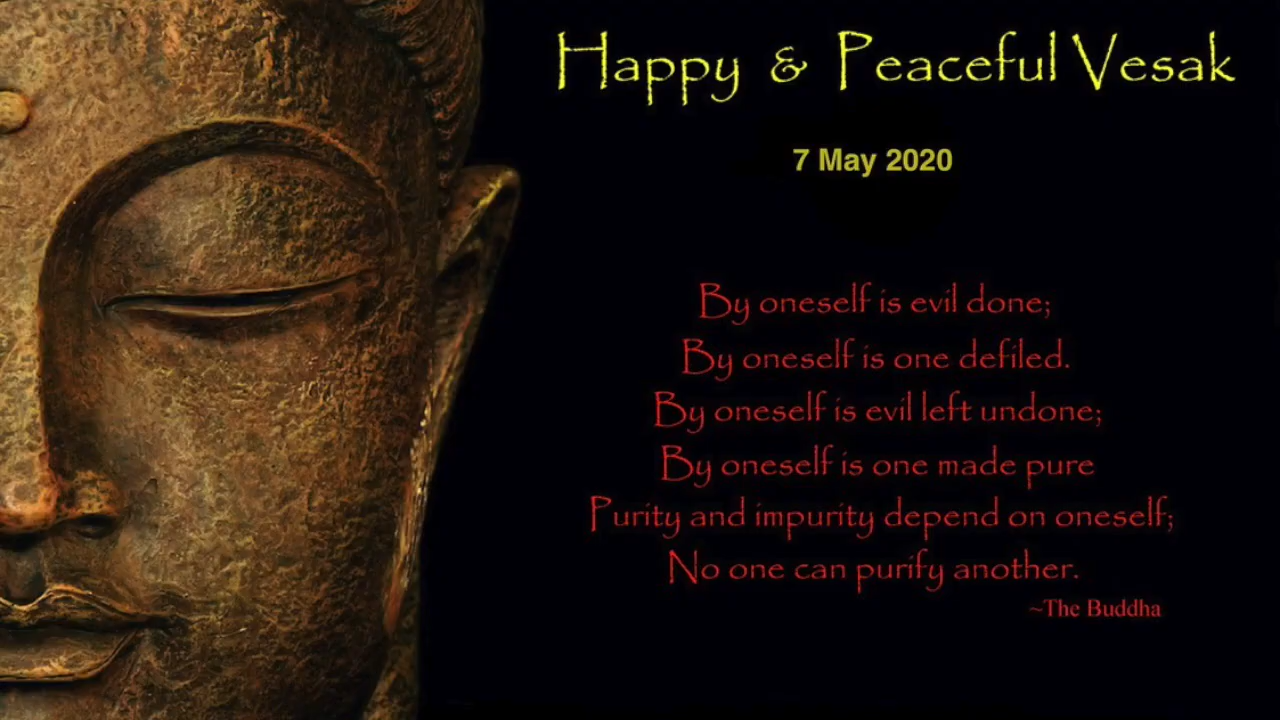 Happy & Peaceful Vesak
7 May 2020
By oneself is evil done;
By oneself is one defiled.
By oneself is evil left undone;
By oneself is one made pure
Purity and impurity depend on oneself;
No one can purify another.
~The Buddha